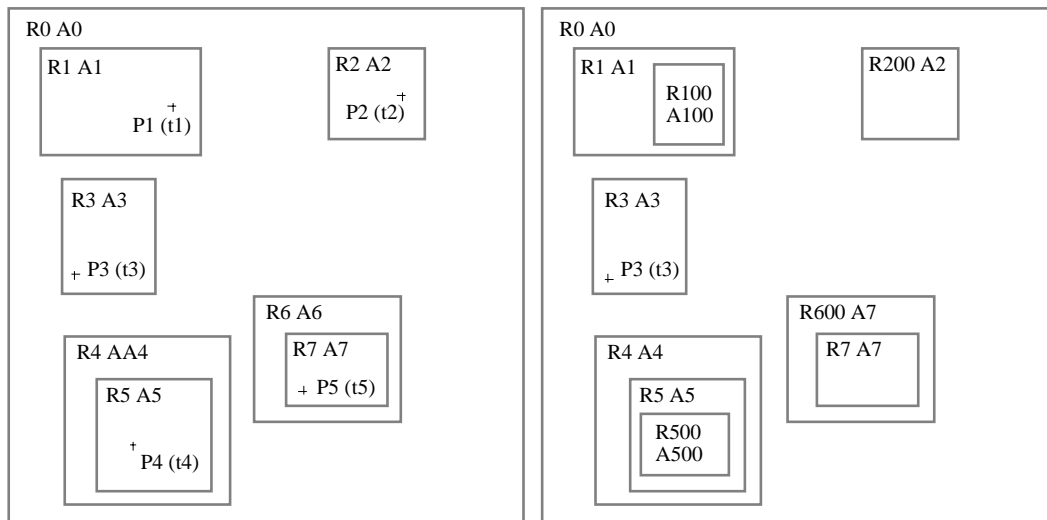 R0 A0
R1 A1
P1 (t1)
R2 A2
P2 (t2)
R3 A3
P3 (t3)
R6 A6
R7 A7
P5 (t5)
R4 AA4
R5 A5
P4 (t4)
R0 A0
R1 A1
R100
A100
R200 A2
R3 A3
P3 (t3)
R600 A7
R7 A7
R4 A4
R5 A5
R500
A500